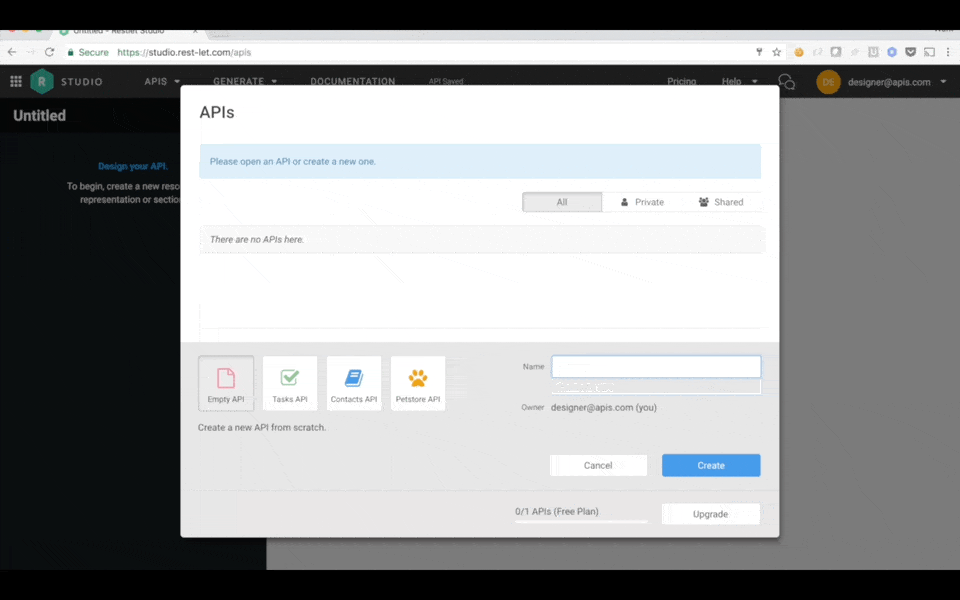 Untitled - Restlet Studio
Secure https://studio.rest-let.com/apis
R STUDIO APIS GENERATE DOCUMENTATION API Saved Pricing Help DE designer@apis.com
Untitled
APIs
Please open an API or create a new one.
Design your API.
To begin, create a new reso
representation or sectio
All Private Shared
There are no APIs here.
Name
Empty API Tasks API Contacts API Petstore API
Owner designer@apis.com (you)
Create a new API from scratch.
Cancel Create
0/1 APIs (Free Plan) Upgrade